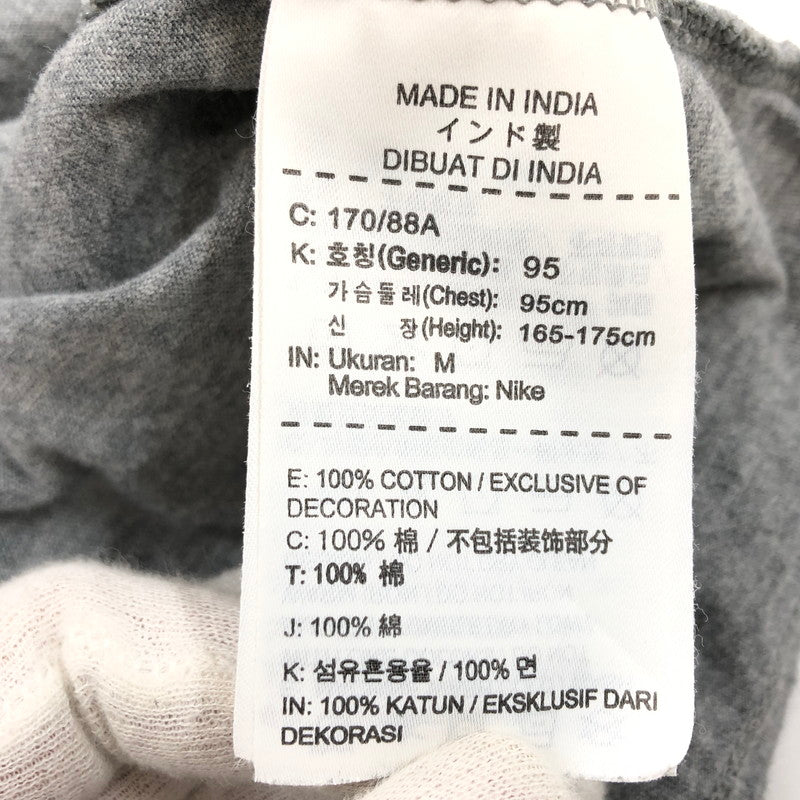 MADE IN INDIA
インド製
DIBUAT DI INDIA
C: 170/88A
K: 호칭(Generic): 95
가슴둘레(Chest): 95cm
신 장(Height): 165-175cm
IN: Ukuran: M
Merek Barang: Nike
E: 100% COTTON / EXCLUSIVE OF
DECORATION
C: 100% 棉 / 不包括装饰部分
T: 100% 棉
J: 100% 綿
K: 섬유혼용율 / 100% 면
IN: 100% KATUN / EKSKLUSIF DARI
DEKORASI